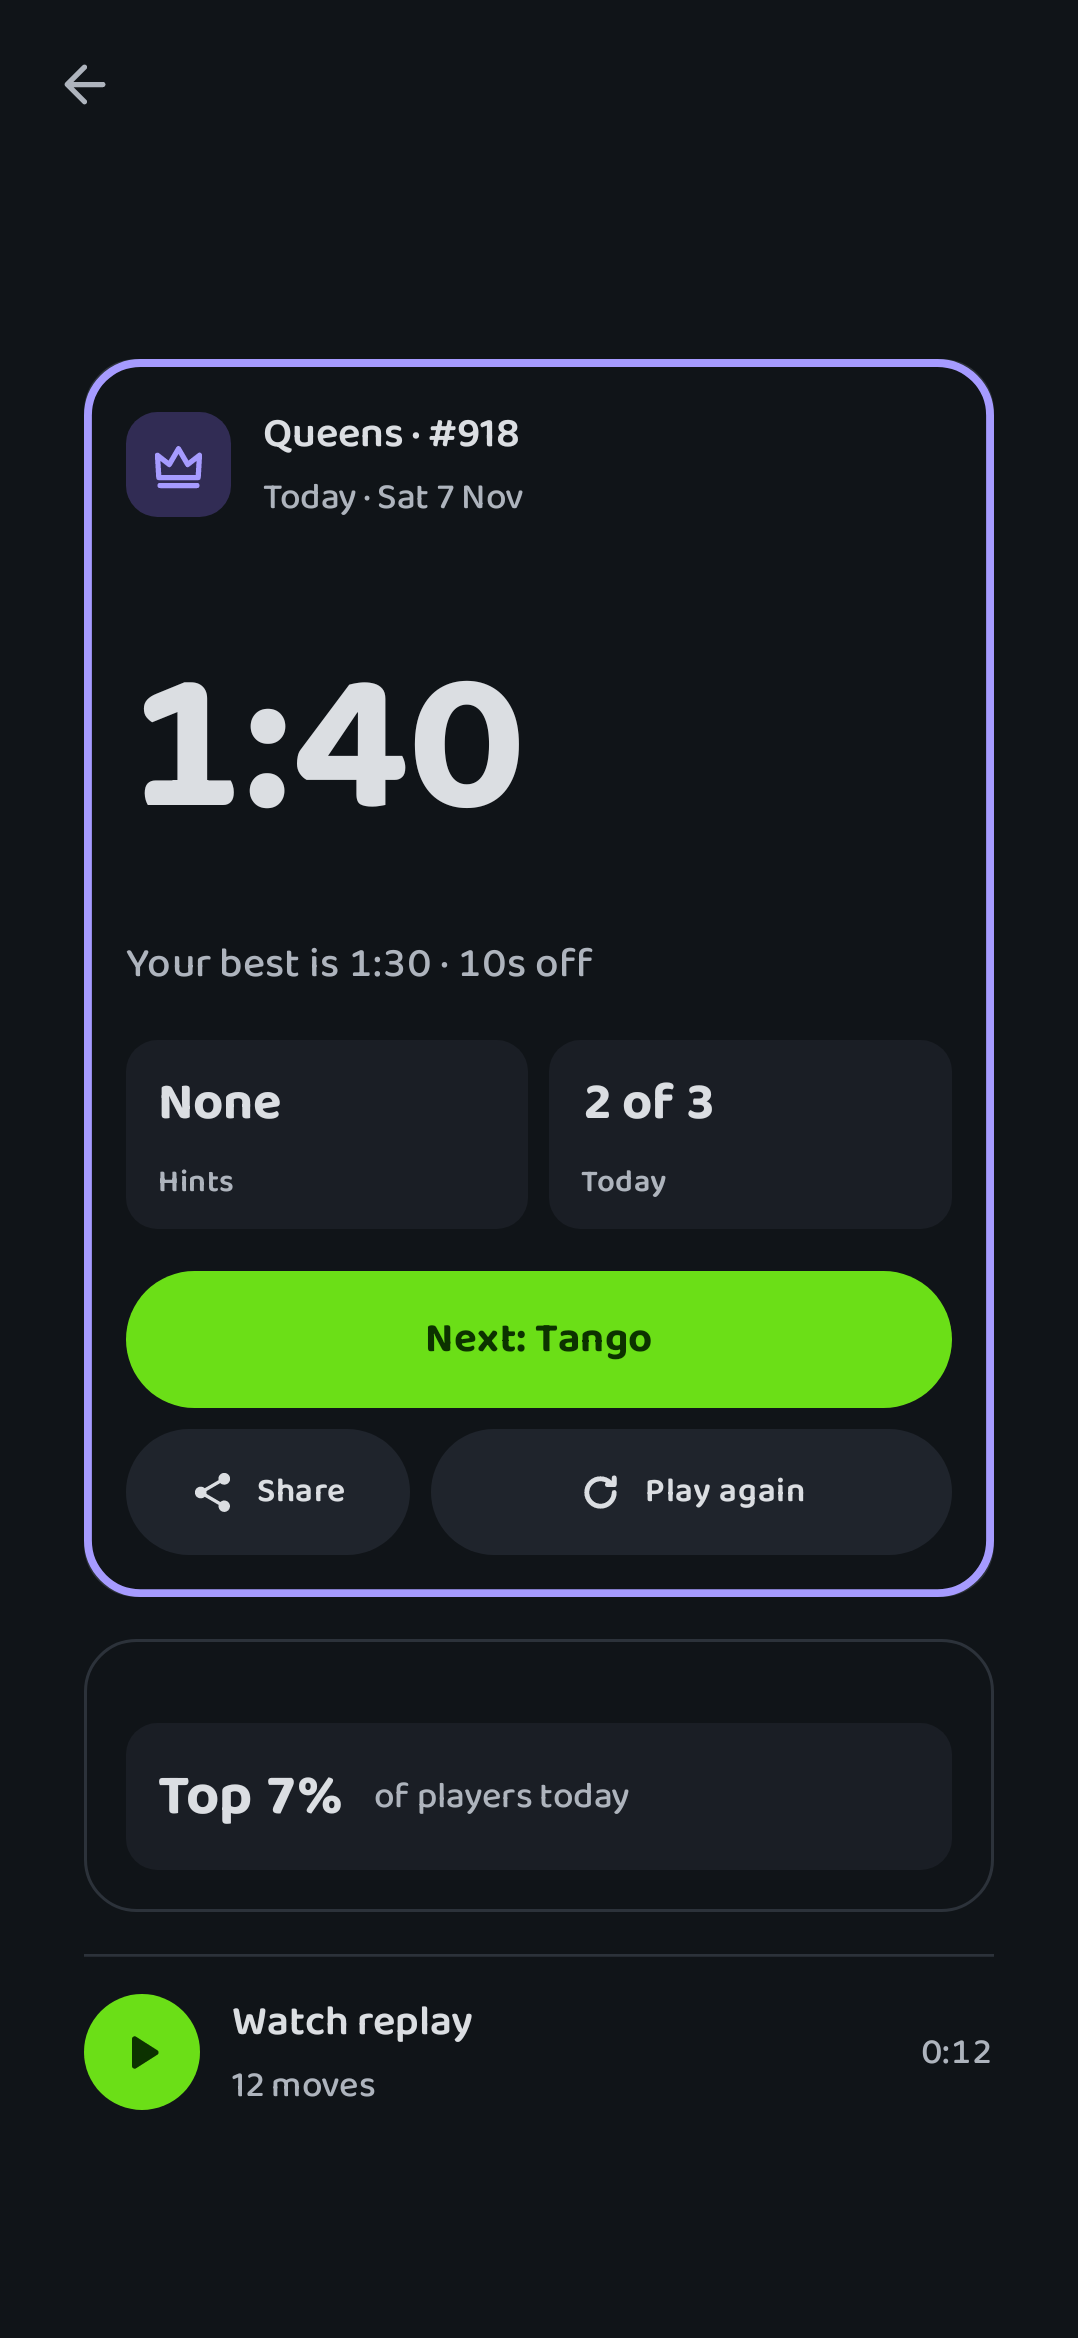 Queens · #918
Today · Sat 7 Nov
1:40
Your best is 1:30 · 10s off
None
Hints
2 of 3
Today
Next: Tango
Share
Play again
Top 7% of players today
Watch replay
12 moves
0:12